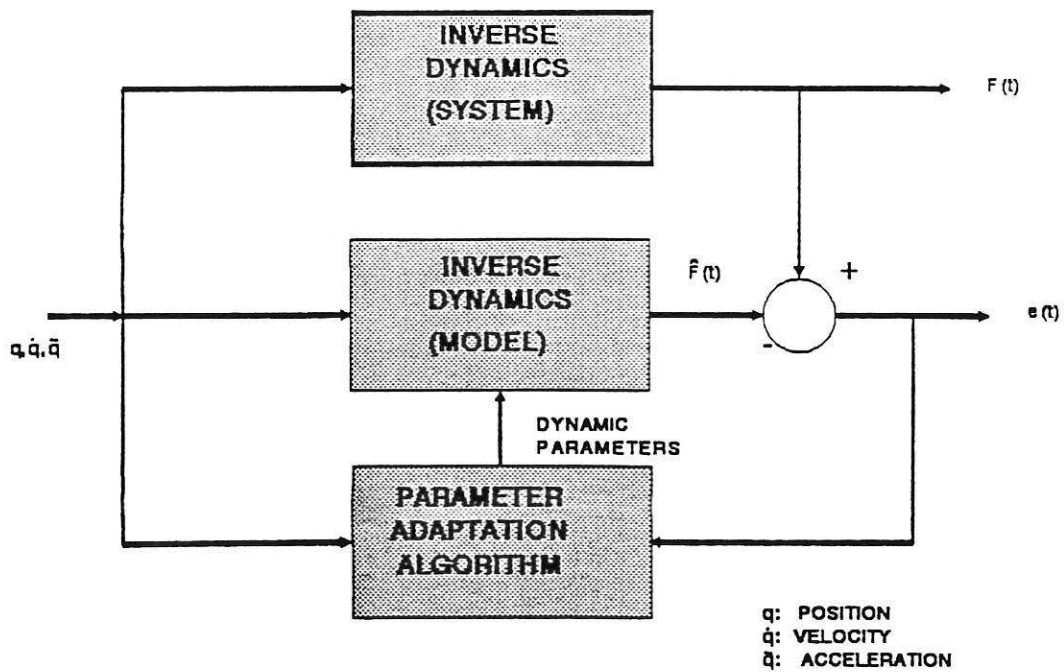 INVERSE
DYNAMICS
(SYSTEM)
F (t)
INVERSE
DYNAMICS
(MODEL)
F̂ (t)
+
-
e (t)
q, q̇, q̈
DYNAMIC
PARAMETERS
PARAMETER
ADAPTATION
ALGORITHM
q: POSITION
q̇: VELOCITY
q̈: ACCELERATION